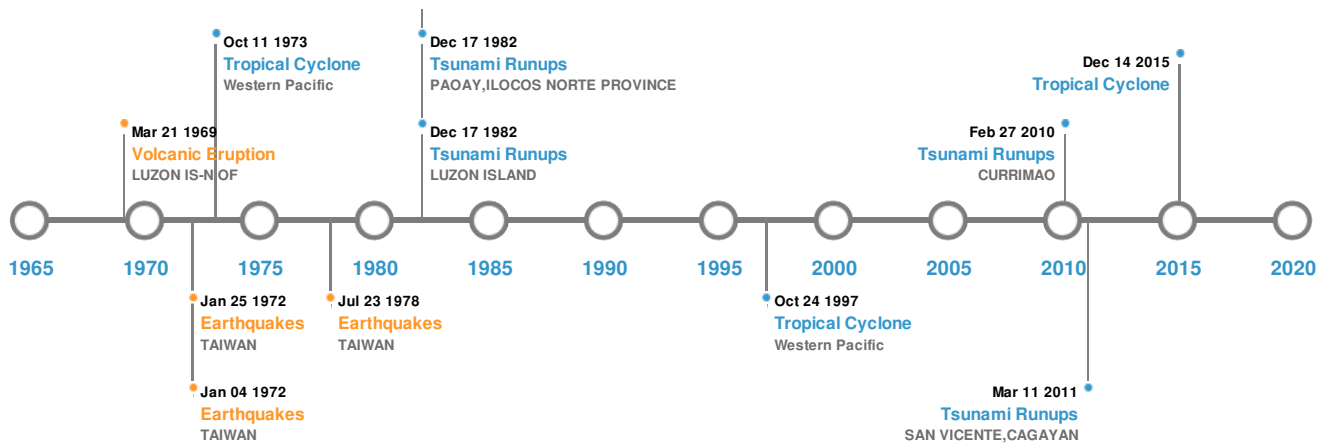 Oct 11 1973
Tropical Cyclone
Western Pacific
Dec 17 1982
Tsunami Runups
PAOAY,ILOCOS NORTE PROVINCE
Dec 14 2015
Tropical Cyclone
Mar 21 1969
Volcanic Eruption
LUZON IS-N OF
Dec 17 1982
Tsunami Runups
LUZON ISLAND
Feb 27 2010
Tsunami Runups
CURRIMAO
1965 1970 1975 1980 1985 1990 1995 2000 2005 2010 2015 2020
Jan 25 1972
Earthquakes
TAIWAN
Jul 23 1978
Earthquakes
TAIWAN
Oct 24 1997
Tropical Cyclone
Western Pacific
Jan 04 1972
Earthquakes
TAIWAN
Mar 11 2011
Tsunami Runups
SAN VICENTE,CAGAYAN